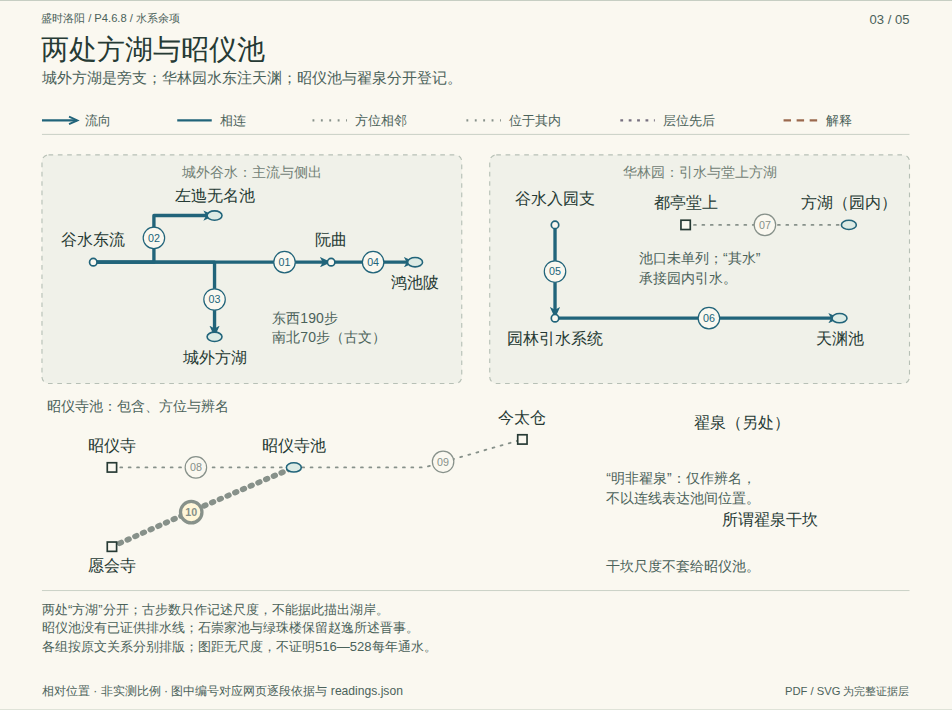 盛时洛阳 / P4.6.8 / 水系余项
03 / 05
两处方湖与昭仪池
城外方湖是旁支；华林园水东注天渊；昭仪池与翟泉分开登记。
流向
相连
方位相邻
位于其内
层位先后
解释
城外谷水：主流与侧出
左迆无名池
谷水东流
02
阮曲
01
04
鸿池陂
03
东西190步
南北70步（古文）
城外方湖
华林园：引水与堂上方湖
谷水入园支
都亭堂上
方湖（园内）
07
池口未单列；“其水”
承接园内引水。
05
06
园林引水系统
天渊池
昭仪寺池：包含、方位与辨名
今太仓
翟泉（另处）
昭仪寺
昭仪寺池
08
09
“明非翟泉”：仅作辨名，
不以连线表达池间位置。
10
所谓翟泉干坎
愿会寺
干坎尺度不套给昭仪池。
两处“方湖”分开；古步数只作记述尺度，不能据此描出湖岸。
昭仪池没有已证供排水线；石崇家池与绿珠楼保留赵逸所述晋事。
各组按原文关系分别排版；图距无尺度，不证明516—528每年通水。
相对位置 · 非实测比例 · 图中编号对应网页逐段依据与 readings.json
PDF / SVG 为完整证据层